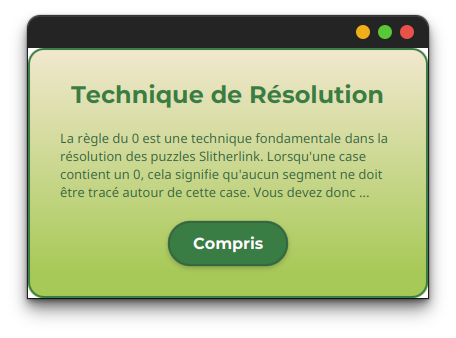 Technique de Résolution
La règle du 0 est une technique fondamentale dans la
résolution des puzzles Slitherlink. Lorsqu'une case
contient un 0, cela signifie qu'aucun segment ne doit
être tracé autour de cette case. Vous devez donc ...
Compris